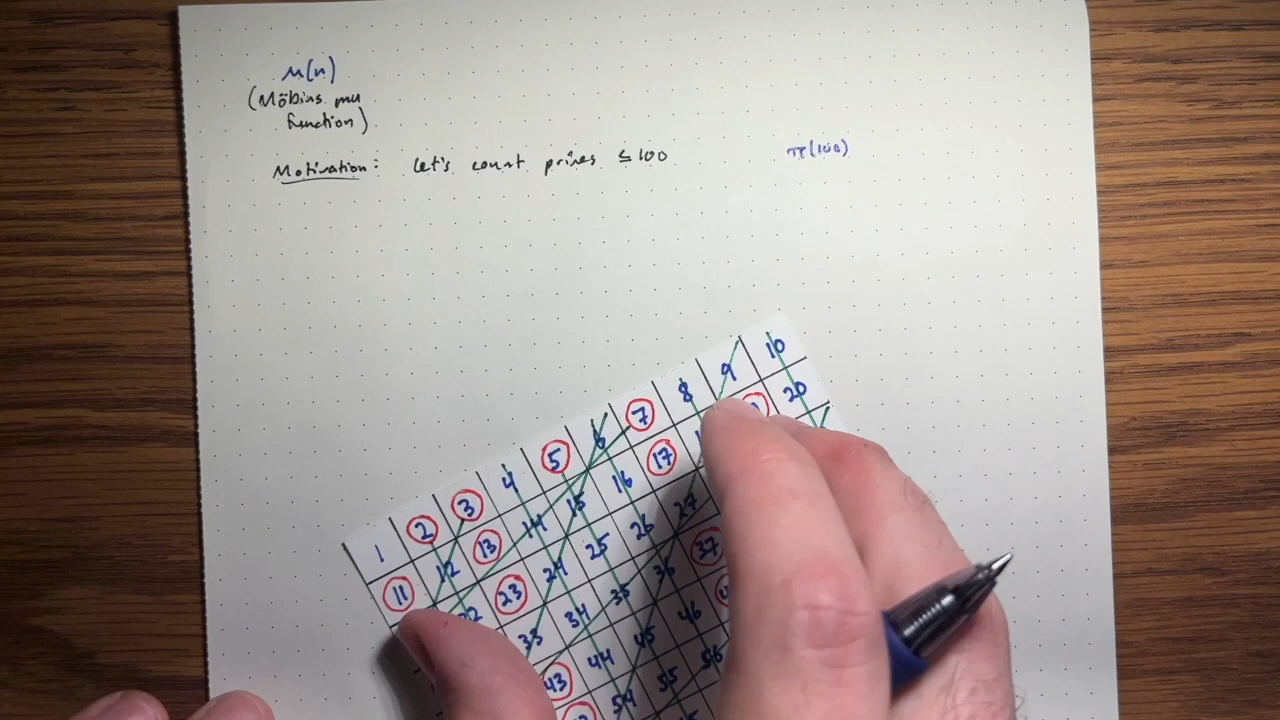 μ(n)
(Möbius mu
function)
Motivation: Let's count primes ≤ 100
π(100)
1 2 3 4 5 6 7 8 9 10
11 12 13 14 15 16 17 20
22 23 24 25 26 27
33 34 35 36 37
43 44 45 46
54 55 56